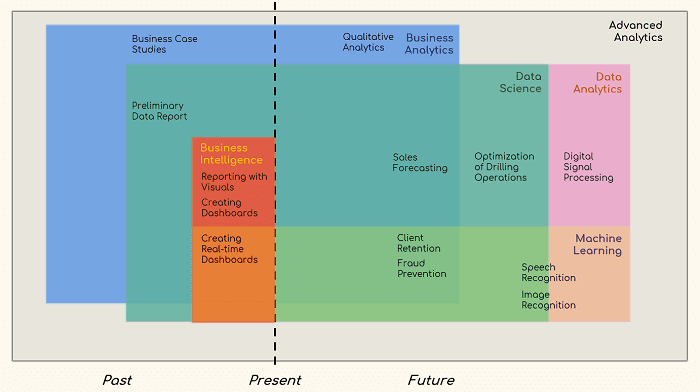 Advanced
Analytics
Business Case
Studies
Qualitative
Analytics
Business
Analytics
Data
Science
Data
Analytics
Preliminary
Data Report
Business
Intelligence
Reporting with
Visuals
Creating
Dashboards
Sales
Forecasting
Optimization
of Drilling
Operations
Digital
Signal
Processing
Creating
Real-time
Dashboards
Client
Retention
Fraud
Prevention
Machine
Learning
Speech
Recognition
Image
Recognition
Past
Present
Future